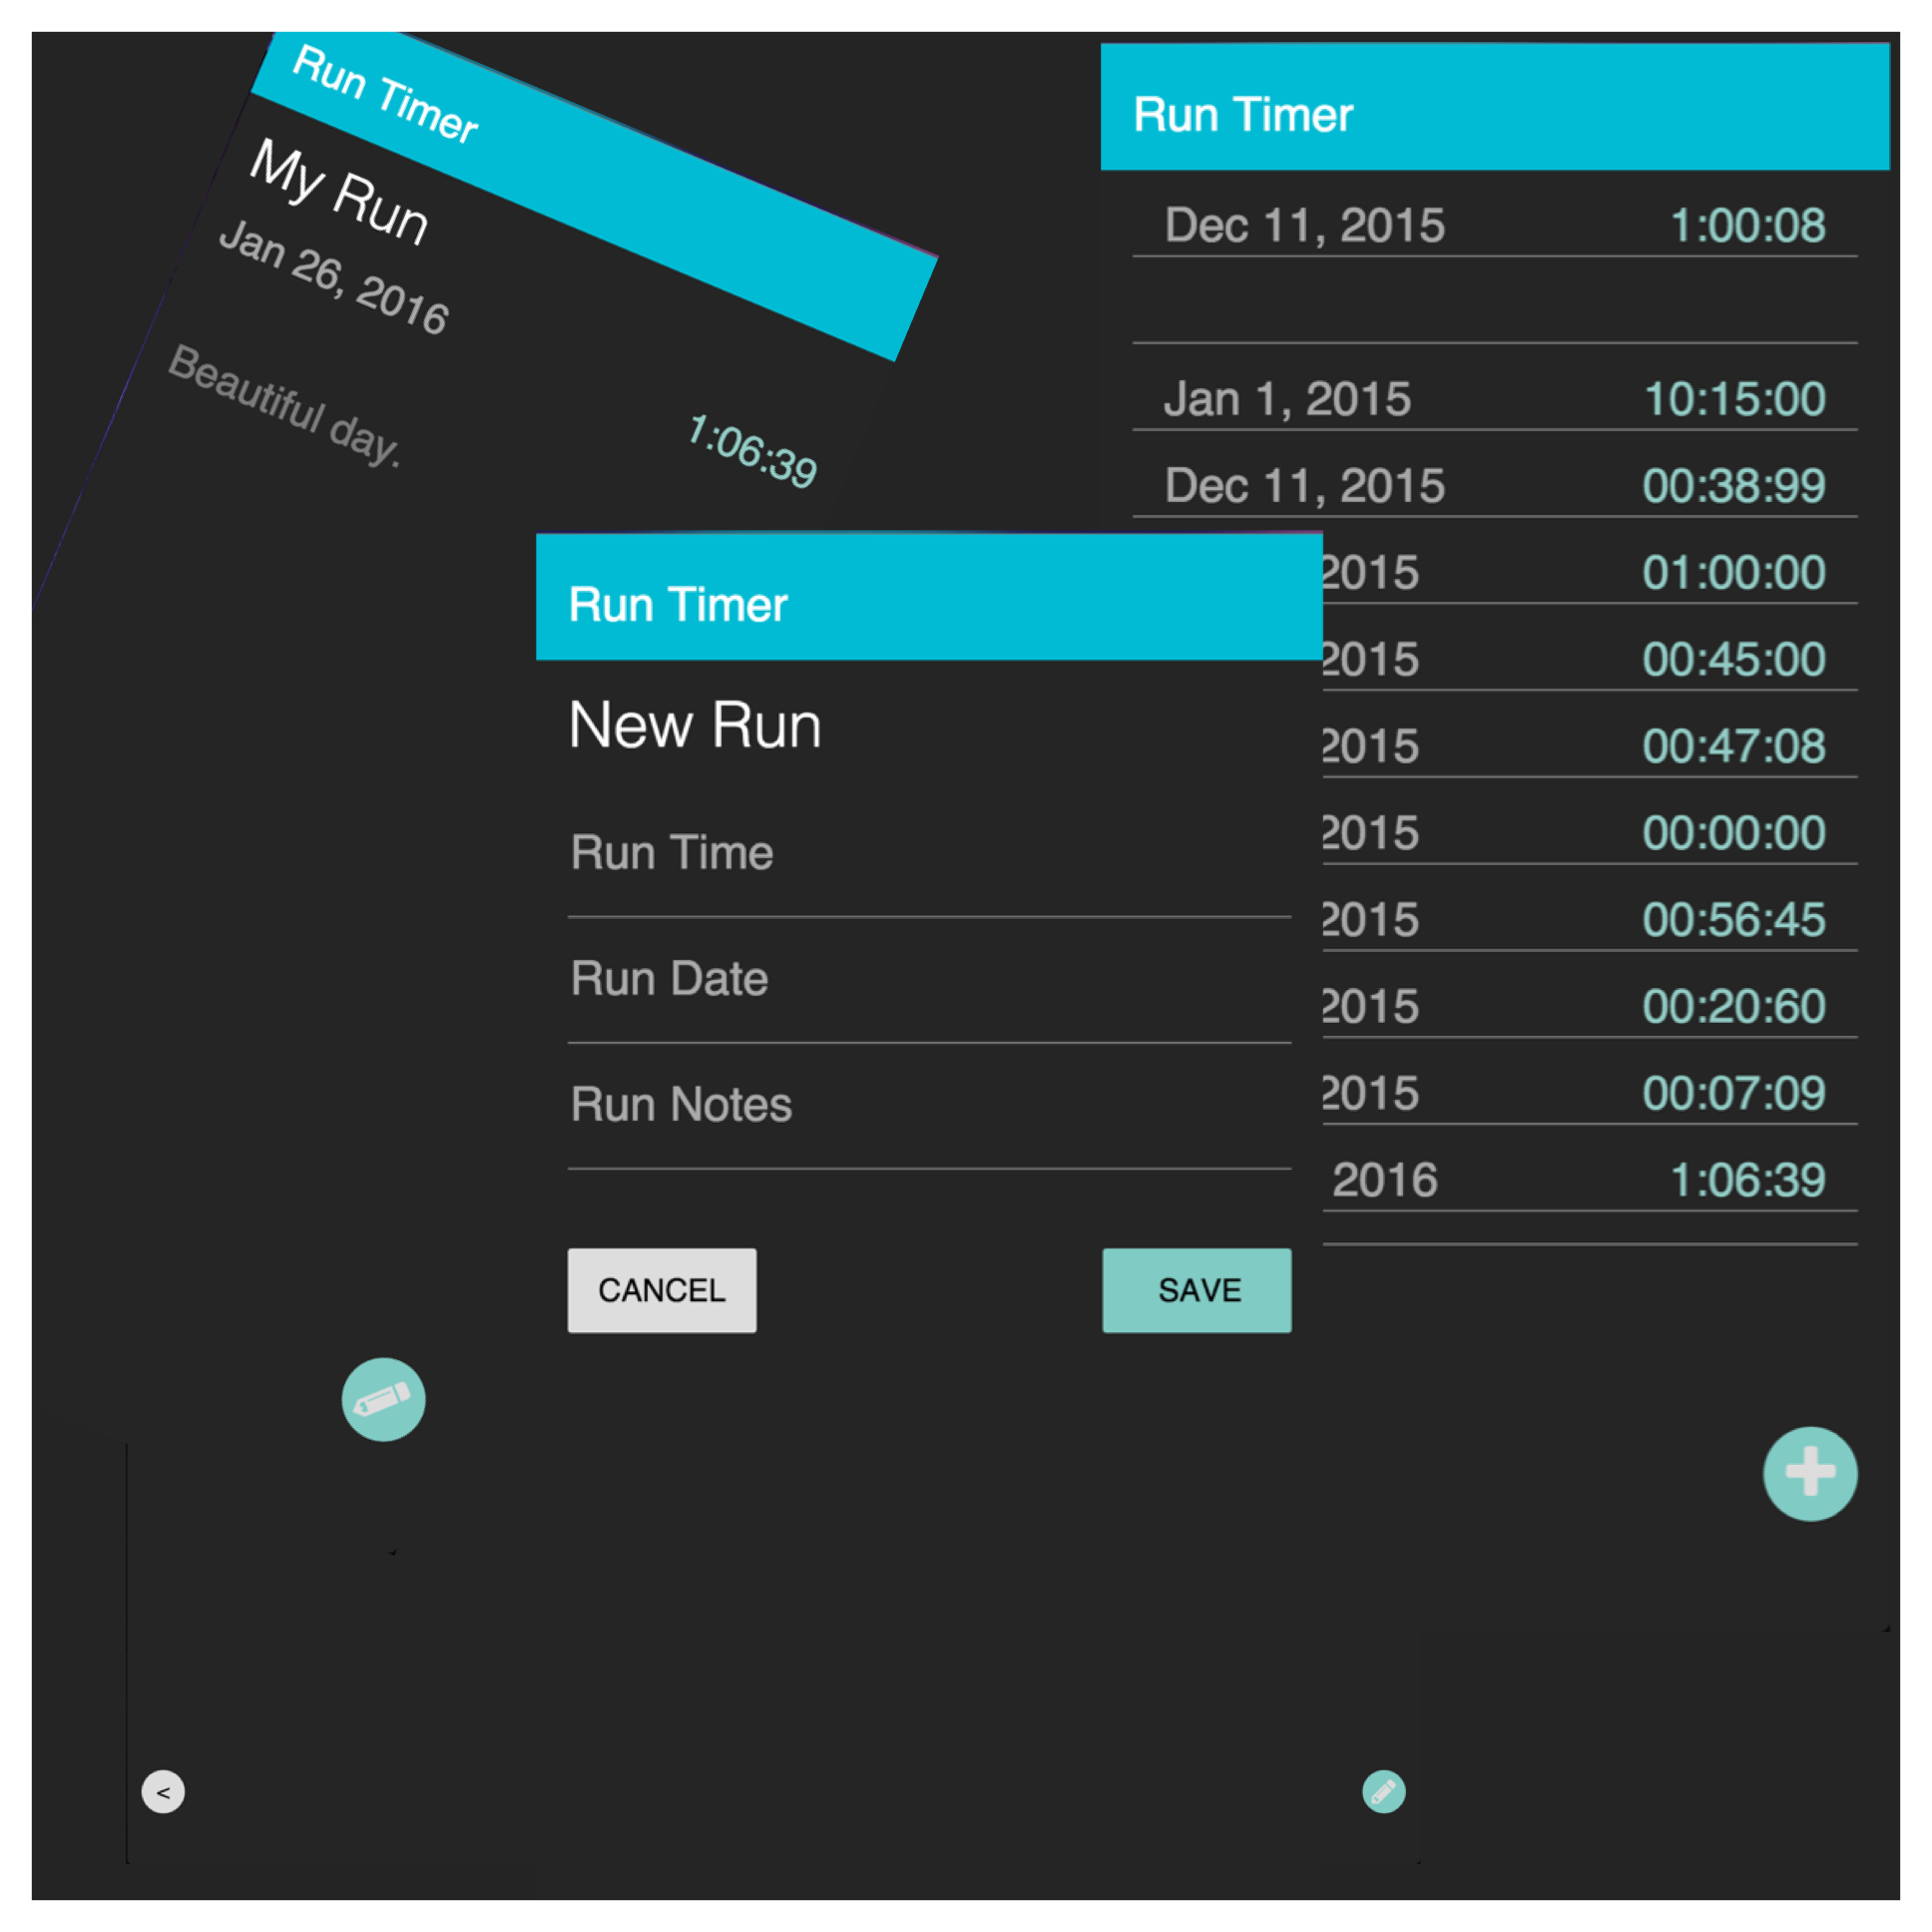 Run Timer
My Run
Jan 26, 2016
Beautiful day.
1:06:39
Run Timer
Dec 11, 2015 1:00:08
Jan 1, 2015 10:15:00
Dec 11, 2015 00:38:99
2015 01:00:00
2015 00:45:00
2015 00:47:08
2015 00:00:00
2015 00:56:45
2015 00:20:60
2015 00:07:09
2016 1:06:39
Run Timer
New Run
Run Time
Run Date
Run Notes
CANCEL SAVE
<